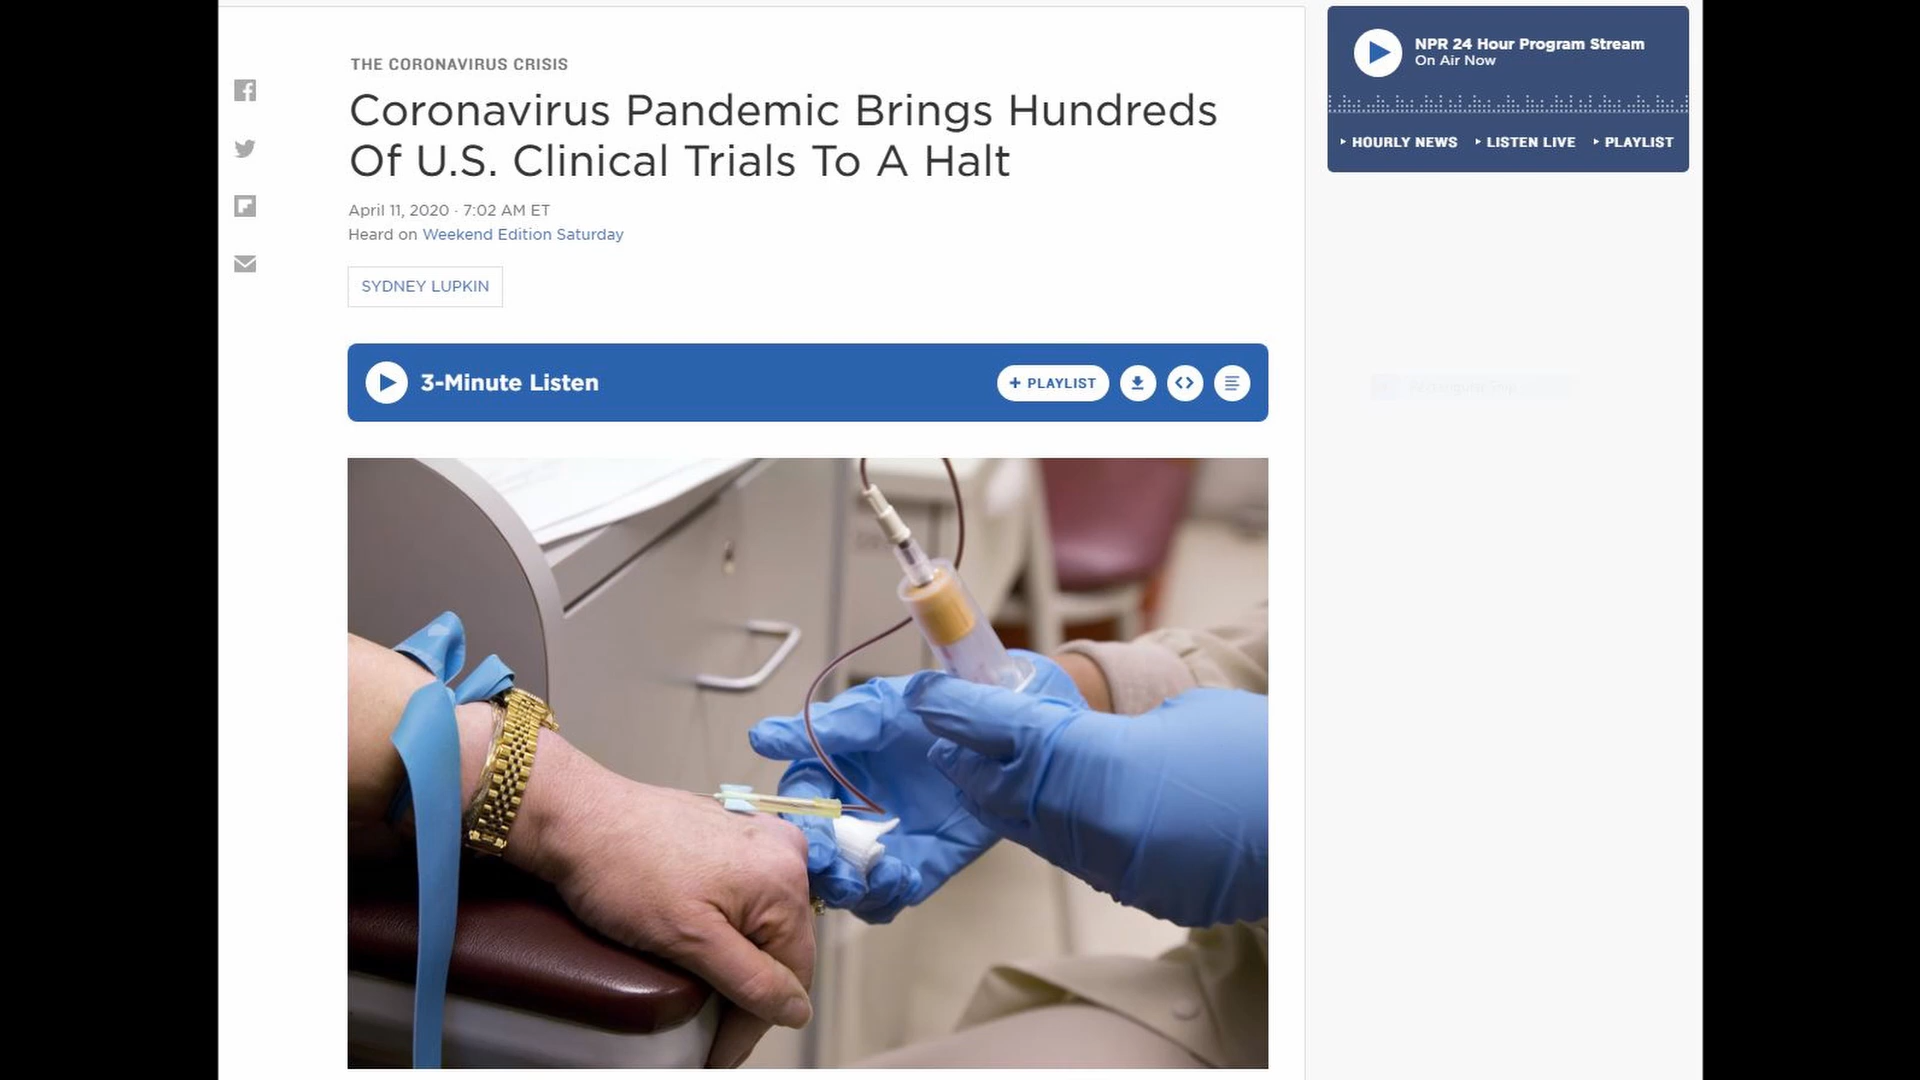 THE CORONAVIRUS CRISIS
Coronavirus Pandemic Brings Hundreds
Of U.S. Clinical Trials To A Halt
April 11, 2020 · 7:02 AM ET
Heard on Weekend Edition Saturday
SYDNEY LUPKIN
3-Minute Listen
+ PLAYLIST
NPR 24 Hour Program Stream
On Air Now
HOURLY NEWS
LISTEN LIVE
PLAYLIST